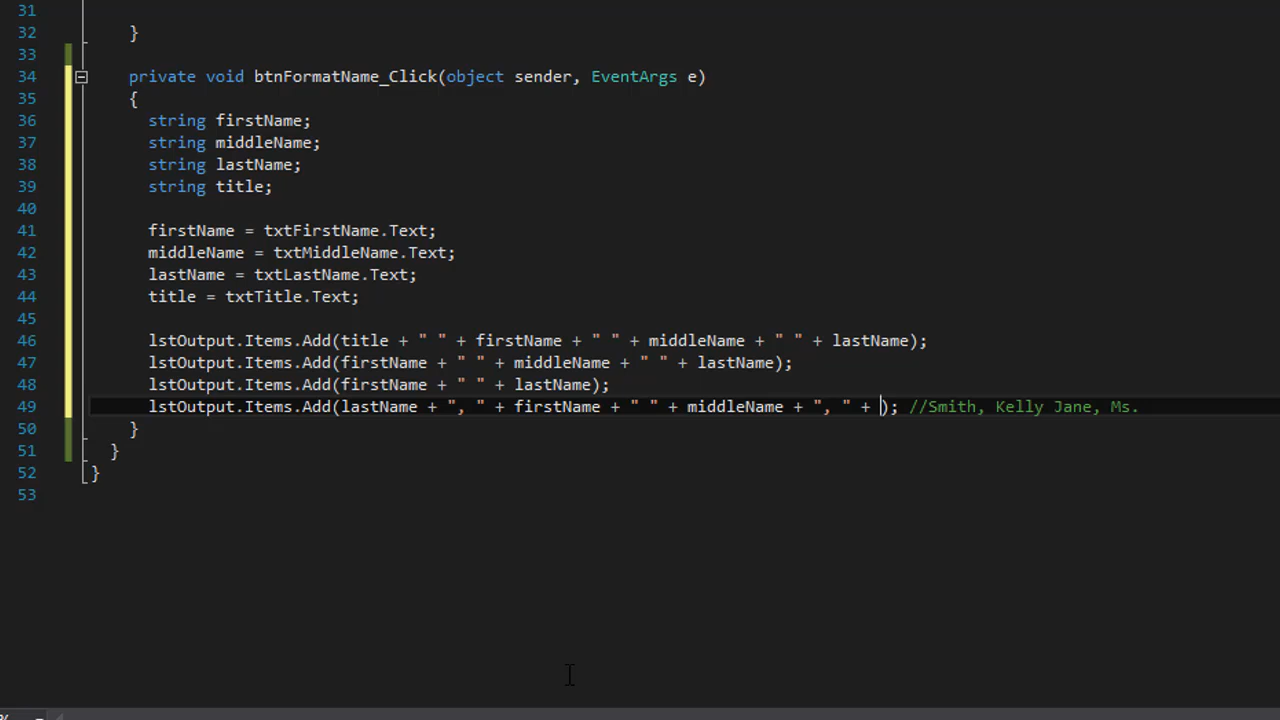 31
32 }
33
34 private void btnFormatName_Click(object sender, EventArgs e)
35 {
36 string firstName;
37 string middleName;
38 string lastName;
39 string title;
40
41 firstName = txtFirstName.Text;
42 middleName = txtMiddleName.Text;
43 lastName = txtLastName.Text;
44 title = txtTitle.Text;
45
46 lstOutput.Items.Add(title + " " + firstName + " " + middleName + " " + lastName);
47 lstOutput.Items.Add(firstName + " " + middleName + " " + lastName);
48 lstOutput.Items.Add(firstName + " " + lastName);
49 lstOutput.Items.Add(lastName + ", " + firstName + " " + middleName + ", " + ); //Smith, Kelly Jane, Ms.
50 }
51 }
52 }
53
%